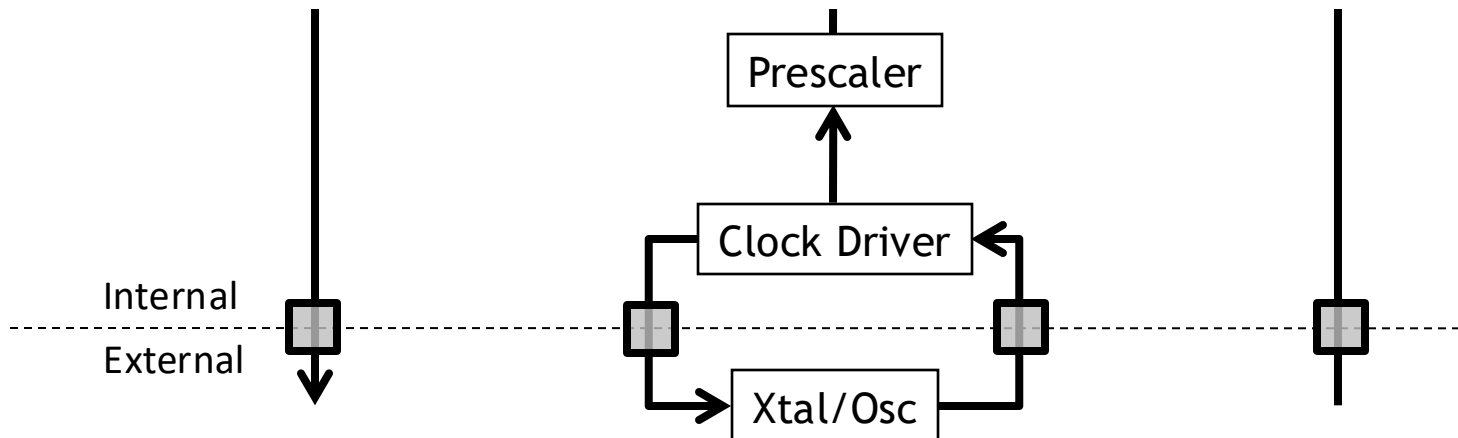 Prescaler
Clock Driver
Internal
External
Xtal/Osc